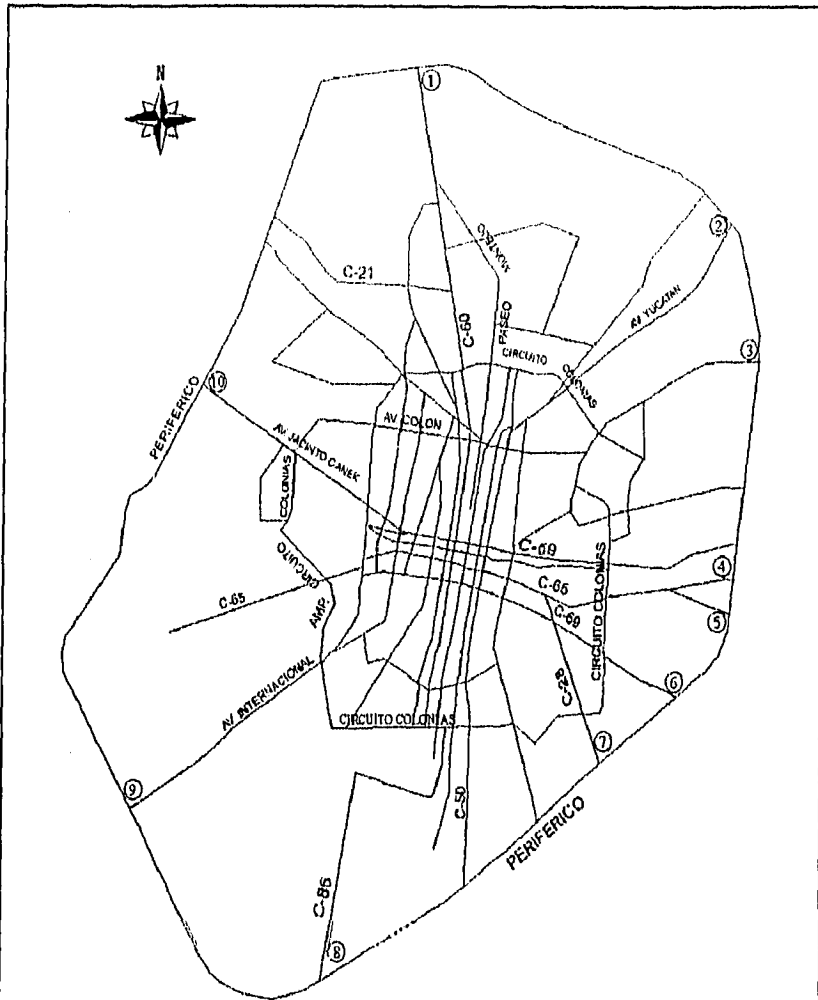 N
1
2
MONTEJO
C-21
AV YUCATAN
C-60
PASEO
CIRCUITO
COLONIAS
3
10
PERIFERICO
AV. COLON
AV JACINTO CANEK
COLONIAS
CIRCUITO
AMP.
C-65
C-59
C-65
C-69
4
5
CIRCUITO COLONIAS
6
C-28
7
AV INTERNACIONAL
CIRCUITO COLONIAS
9
C-50
PERIFERICO
C-86
8